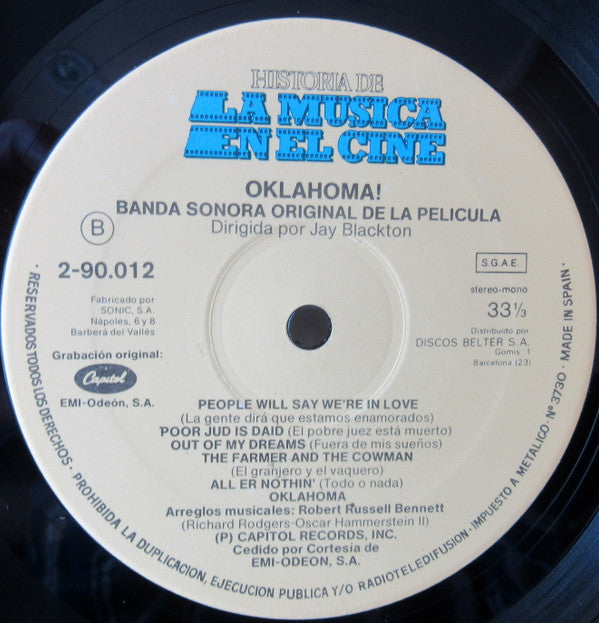 HISTORIA DE
LA MUSICA
EN EL CINE
OKLAHOMA!
BANDA SONORA ORIGINAL DE LA PELICULA
Dirigida por Jay Blackton
B
2-90.012
Fabricado por
SONIC, S.A.
Nápoles, 6 y 8
Barberá del Vallés
Grabación original:
Capitol
EMI-Odeón, S.A.
S.G.A.E.
stereo-mono
33 1/3
Distribuido por
DISCOS BELTER S.A.
Gomis, 1
Barcelona (23)
PEOPLE WILL SAY WE'RE IN LOVE
(La gente dirá que estamos enamorados)
POOR JUD IS DAID (El pobre juez está muerto)
OUT OF MY DREAMS (Fuera de mis sueños)
THE FARMER AND THE COWMAN
(El granjero y el vaquero)
ALL ER NOTHIN' (Todo o nada)
OKLAHOMA
Arreglos musicales: Robert Russell Bennett
(Richard Rodgers-Oscar Hammerstein II)
(P) CAPITOL RECORDS, INC.
Cedido por Cortesía de
EMI-ODEON, S.A.
· RESERVADOS TODOS LOS DERECHOS · PROHIBIDA LA DUPLICACION, EJECUCION PUBLICA Y/O RADIOTELEDIFUSION · IMPUESTO A METALICO · Nº 3730 · MADE IN SPAIN ·